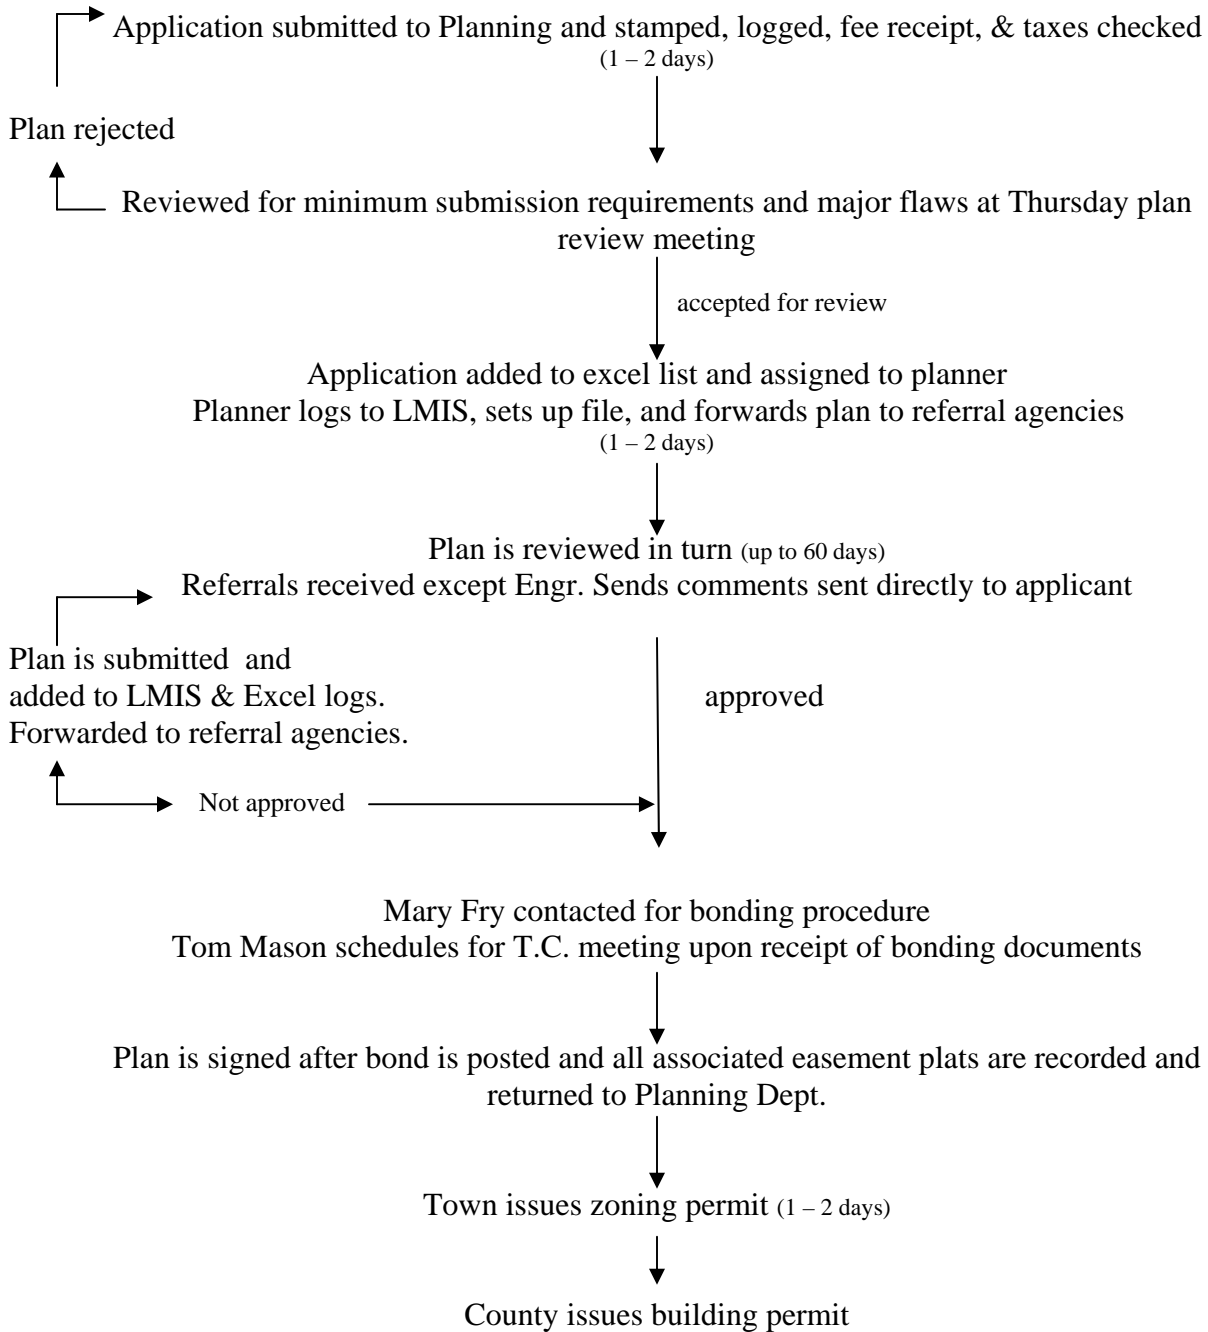 Application submitted to Planning and stamped, logged, fee receipt, & taxes checked
(1 – 2 days)
Plan rejected
Reviewed for minimum submission requirements and major flaws at Thursday plan
review meeting
accepted for review
Application added to excel list and assigned to planner
Planner logs to LMIS, sets up file, and forwards plan to referral agencies
(1 – 2 days)
Plan is reviewed in turn (up to 60 days)
Referrals received except Engr. Sends comments sent directly to applicant
Plan is submitted  and
added to LMIS & Excel logs.
Forwarded to referral agencies.
approved
Not approved
Mary Fry contacted for bonding procedure
Tom Mason schedules for T.C. meeting upon receipt of bonding documents
Plan is signed after bond is posted and all associated easement plats are recorded and
returned to Planning Dept.
Town issues zoning permit (1 – 2 days)
County issues building permit